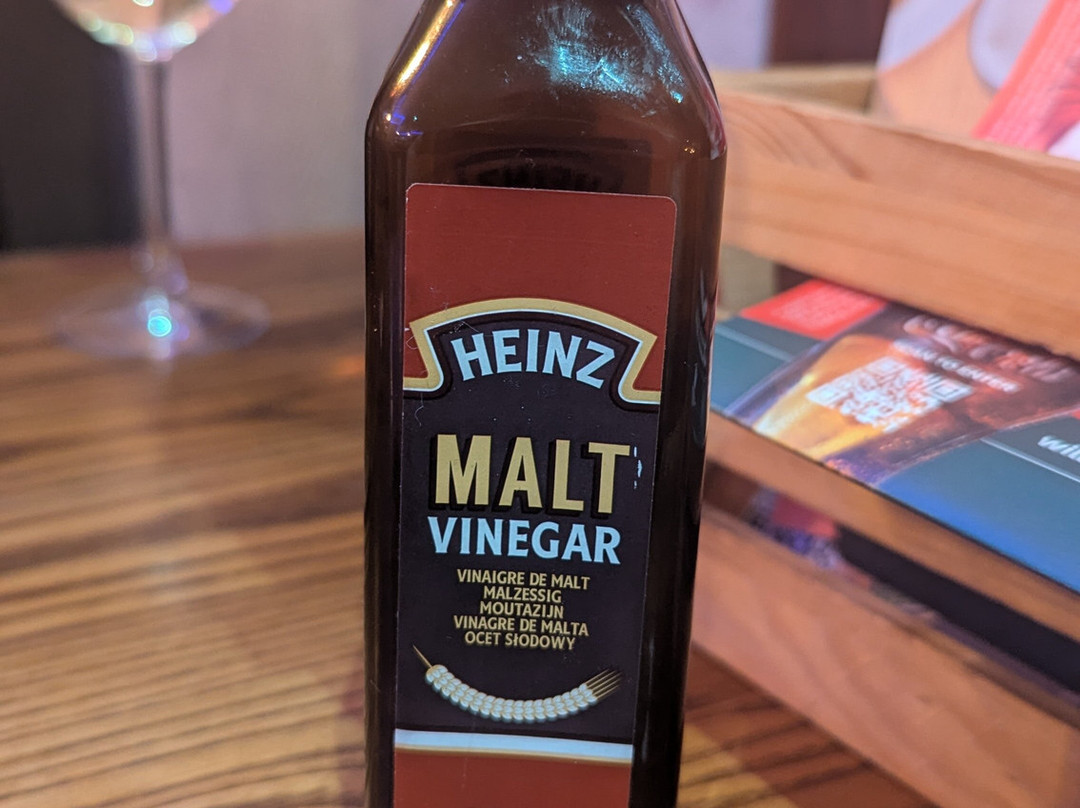 HEINZ
MALT
VINEGAR
VINAIGRE DE MALT
MALZESSIG
MOUTAZIJN
VINAGRE DE MALTA
OCET SŁODOWY